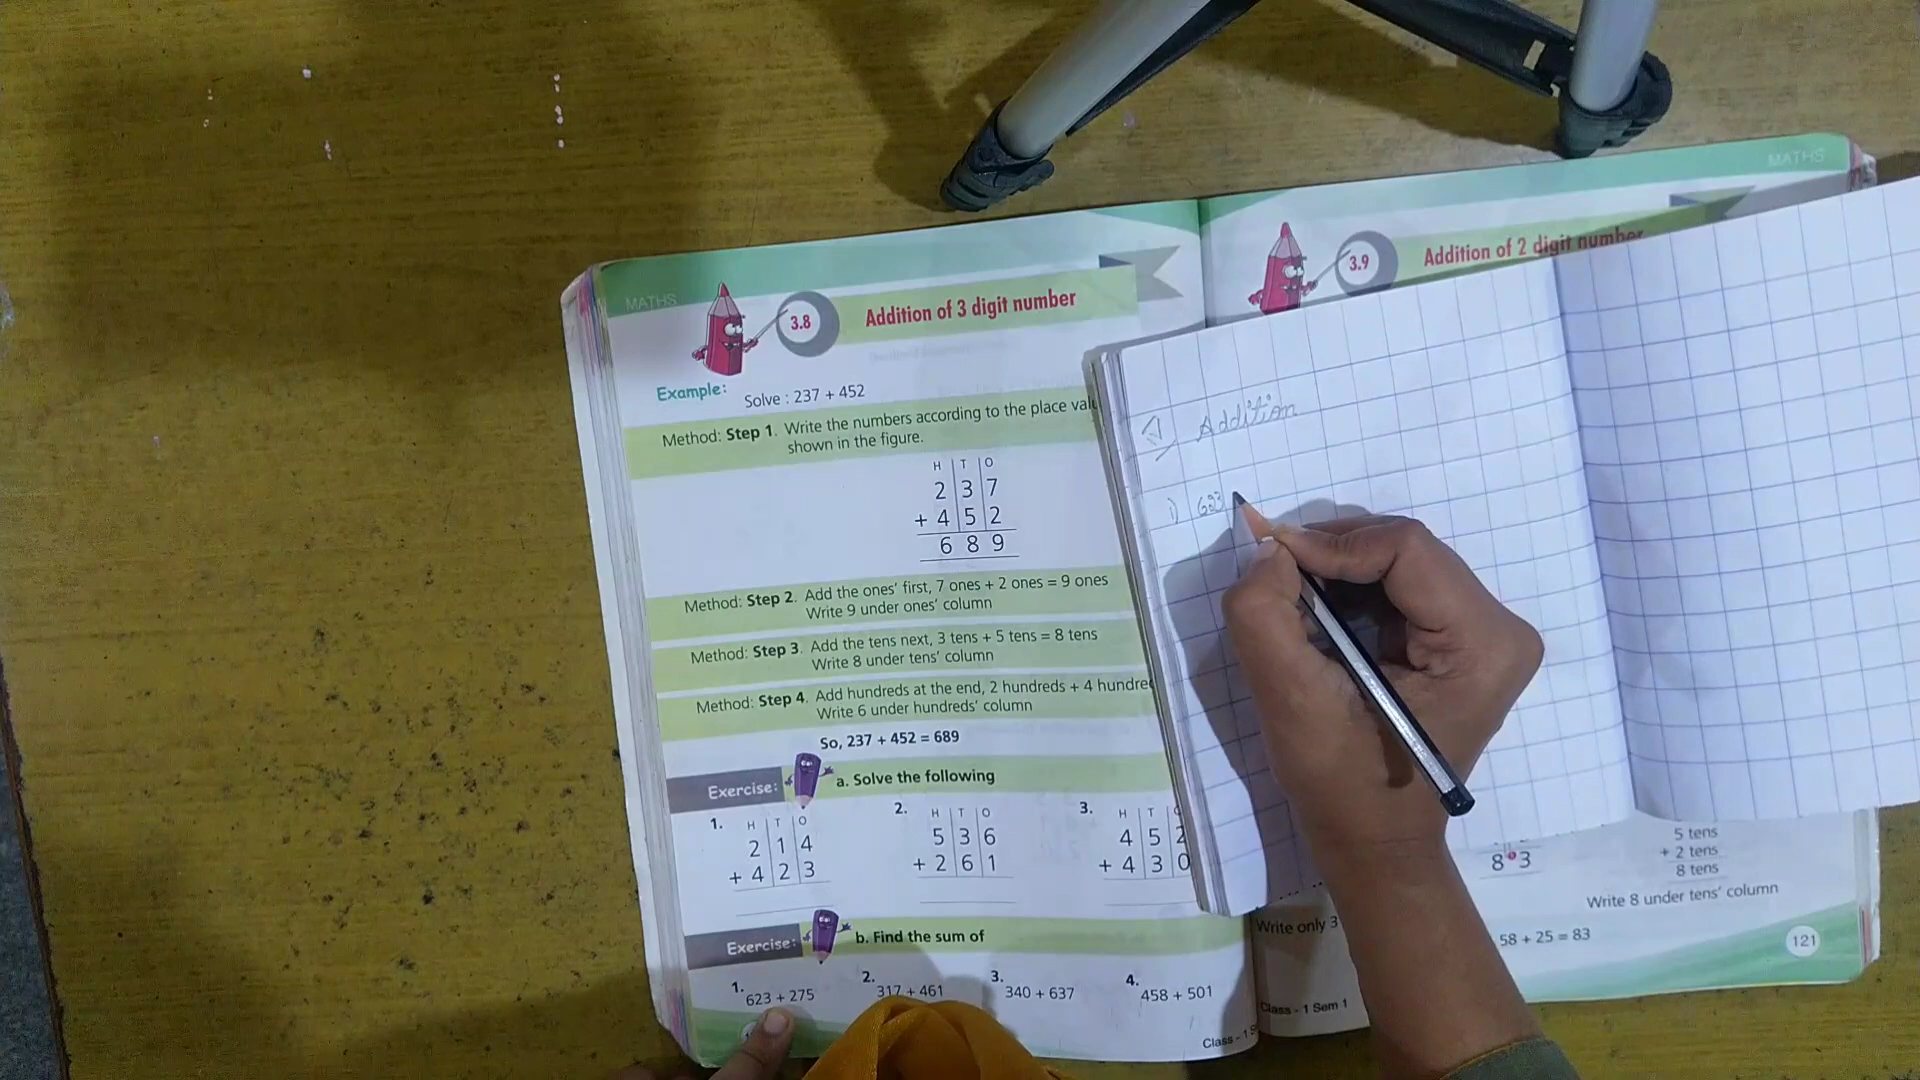 MATHS
3.8
Addition of 3 digit number
Example: Solve : 237 + 452
Method: Step 1. Write the numbers according to the place
shown in the figure.
H T O
2 3 7
+ 4 5 2
6 8 9
Method: Step 2. Add the ones' first, 7 ones + 2 ones = 9 ones
Write 9 under ones' column
Method: Step 3. Add the tens next, 3 tens + 5 tens = 8 tens
Write 8 under tens' column
Method: Step 4. Add hundreds at the end, 2 hundreds + 4
Write 6 under hundreds' column
So, 237 + 452 = 689
Exercise: a. Solve the following
1. H T O
2 1 4
+ 4 2 3
2. H T O
5 3 6
+ 2 6 1
3. H T O
4 5 2
+ 4 3 0
Exercise: b. Find the sum of
1. 623 + 275
2. 317 + 461
3. 340 + 637
4. 458 + 501
Class - 1
MATHS
3.9
Addition of 2 digit number
Addition
i) 623
5 tens
+ 2 tens
8 tens
Write 8 under tens' column
Write only 3
58 + 25 = 83
121
Class - 1 Sem 1